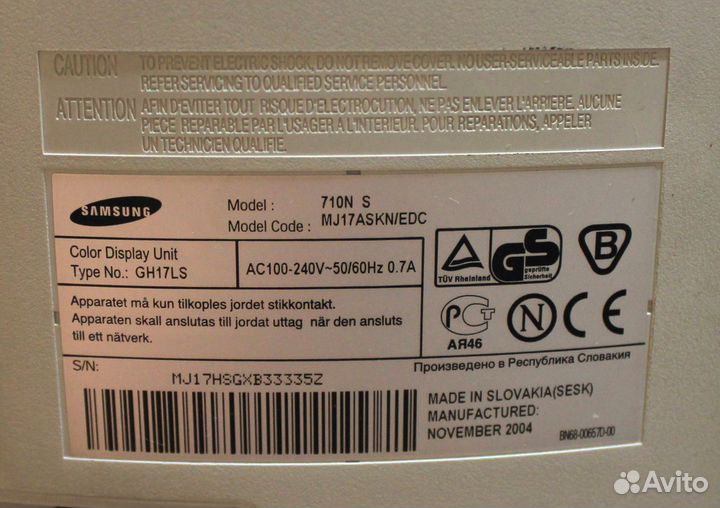 CAUTION TO PREVENT ELECTRIC SHOCK, DO NOT REMOVE COVER. NO USER-SERVICEABLE PARTS INSIDE.
REFER SERVICING TO QUALIFIED SERVICE PERSONNEL.
ATTENTION AFIN D'EVITER TOUT RISQUE D'ELECTROCUTION, NE PAS ENLEVER L'ARRIERE. AUCUNE
PIECE REPARABLE PAR L'USAGER A L'INTERIEUR. POUR REPARATIONS, APPELER
UN TECHNICIEN QUALIFIE.
SAMSUNG
Model : 710N S
Model Code : MJ17ASKN/EDC
Color Display Unit
Type No.: GH17LS
AC100-240V~50/60Hz 0.7A
TÜV Rheinland
GS
geprüfte
Sicherheit
B
Apparatet må kun tilkoples jordet stikkontakt.
Apparaten skall anslutas till jordat uttag när den ansluts
till ett nätverk.
РСТ
АЯ46
N
CE
Произведено в Республика Словакия
S/N:
MJ17HSGXB33335Z
MADE IN SLOVAKIA(SESK)
MANUFACTURED:
NOVEMBER 2004
BN68-00657D-00
Avito